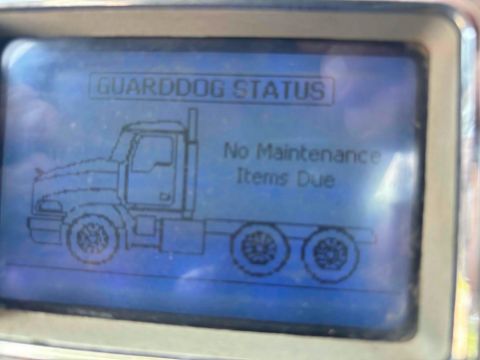 GUARDDOG STATUS
No Maintenance
Items Due